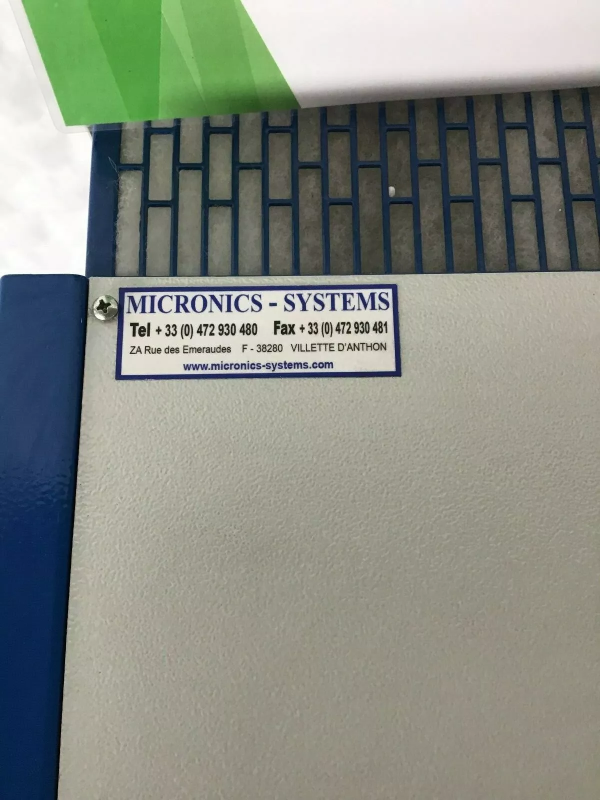 MICRONICS - SYSTEMS
Tel + 33 (0) 472 930 480 Fax + 33 (0) 472 930 481
ZA Rue des Emeraudes F - 38280 VILLETTE D'ANTHON
www.micronics-systems.com